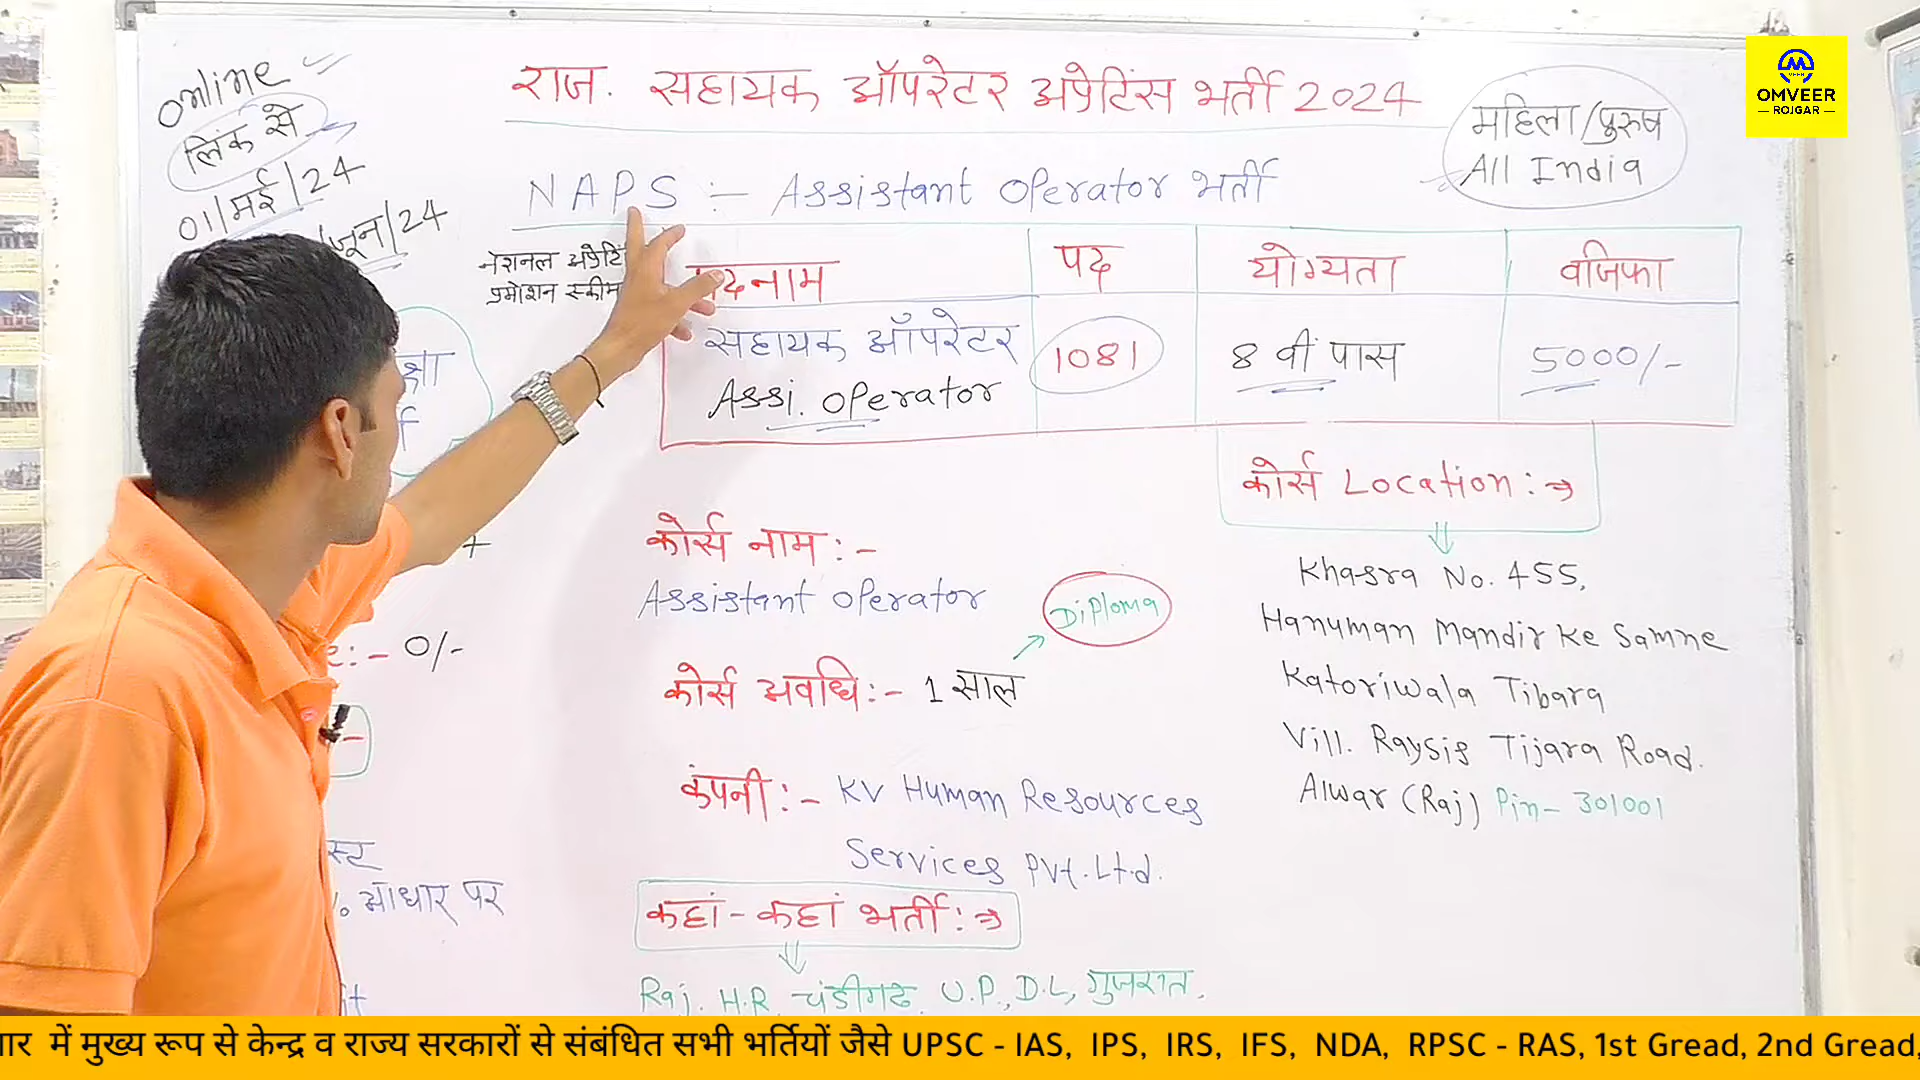 Online
लिंक से
01/मई/24
/जून/24
राज. सहायक ऑपरेटर अप्रेटिंस भर्ती 2024
महिला/पुरुष
All India
OMVEER
ROJGAR
NAPS :- Assistant Operator भर्ती
नेशनल
प्रमोशन स्कीम
पदनाम
पद
योग्यता
वजिफा
सहायक ऑपरेटर
Assi. Operator
1081
8 वीं पास
5000/-
कोर्स Location :⇒
कोर्स नाम :-
Assistant Operator
Diploma
:- 0/-
कोर्स अवधि :- 1 साल
Khasra No. 455,
Hanuman Mandir Ke Samne
Katoriwala Tibara
Vill. Raysis Tijara Road.
Alwar (Raj) Pin- 301001
कंपनी :- KV Human Resources
Services Pvt. Ltd.
% आधार पर
कहां-कहां भर्ती :⇒
Raj. H.R. चंडीगढ U.P., D.L, गुजरात,
में मुख्य रूप से केन्द्र व राज्य सरकारों से संबंधित सभी भर्तियों जैसे UPSC - IAS, IPS, IRS, IFS, NDA, RPSC - RAS, 1st Gread, 2nd Gread,